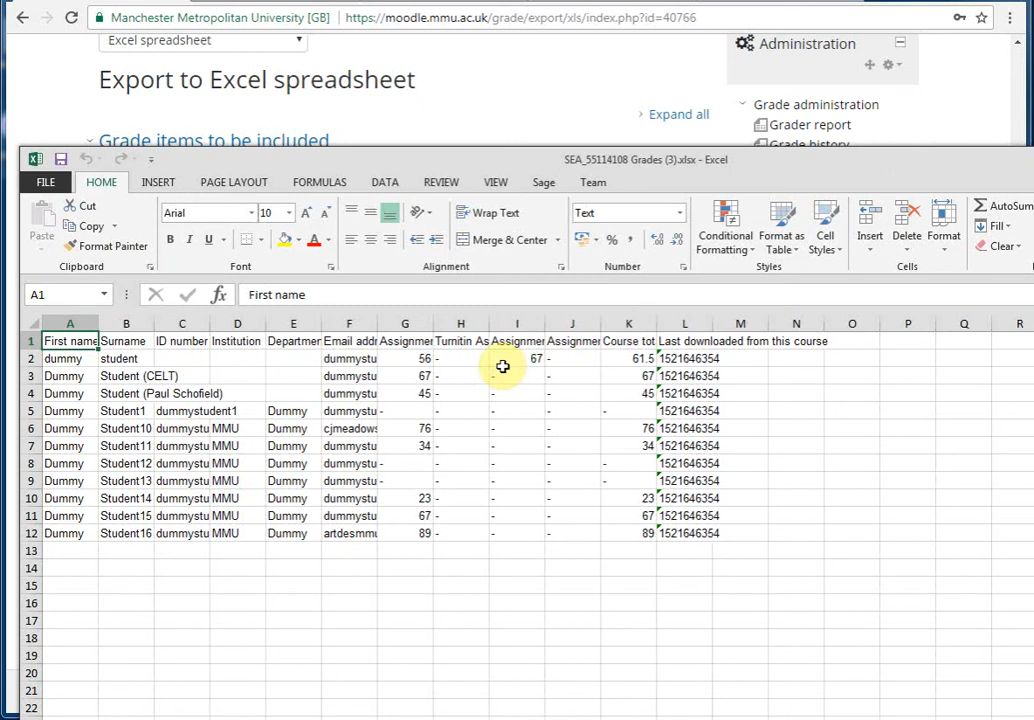 Manchester Metropolitan University [GB] https://moodle.mmu.ac.uk/grade/export/xls/index.php?id=40766
Excel spreadsheet
Administration
Export to Excel spreadsheet
Grade administration
Expand all
Grader report
Grade items to be included
Grade history
SEA_55114108 Grades (3).xlsx - Excel
FILE HOME INSERT PAGE LAYOUT FORMULAS DATA REVIEW VIEW Sage Team
Cut
Copy
Format Painter
Paste
Arial 10
B I U
Wrap Text
Merge & Center
Text
% ,
Conditional Formatting
Format as Table
Cell Styles
Insert Delete Format
AutoSum
Fill
Clear
Clipboard Font Alignment Number Styles Cells
A1 fx First name
A B C D E F G H I J K L M N O P Q R
1 First name Surname ID number Institution Departmen Email addr Assignmen Turnitin As Assignmen Assignmen Course tot Last downloaded from this course
2 dummy student dummystu 56 - 67 - 61.5 1521646354
3 Dummy Student (CELT) dummystu 67 - - - 67 1521646354
4 Dummy Student (Paul Schofield) dummystu 45 - - - 45 1521646354
5 Dummy Student1 dummystudent1 Dummy dummystu - - - - - 1521646354
6 Dummy Student10 dummystu MMU Dummy cjmeadows 76 - - - 76 1521646354
7 Dummy Student11 dummystu MMU Dummy dummystu 34 - - - 34 1521646354
8 Dummy Student12 dummystu MMU Dummy dummystu - - - - - 1521646354
9 Dummy Student13 dummystu MMU Dummy dummystu - - - - - 1521646354
10 Dummy Student14 dummystu MMU Dummy dummystu 23 - - - 23 1521646354
11 Dummy Student15 dummystu MMU Dummy dummystu 67 - - - 67 1521646354
12 Dummy Student16 dummystu MMU Dummy artdesmmu 89 - - - 89 1521646354
13
14
15
16
17
18
19
20
21
22